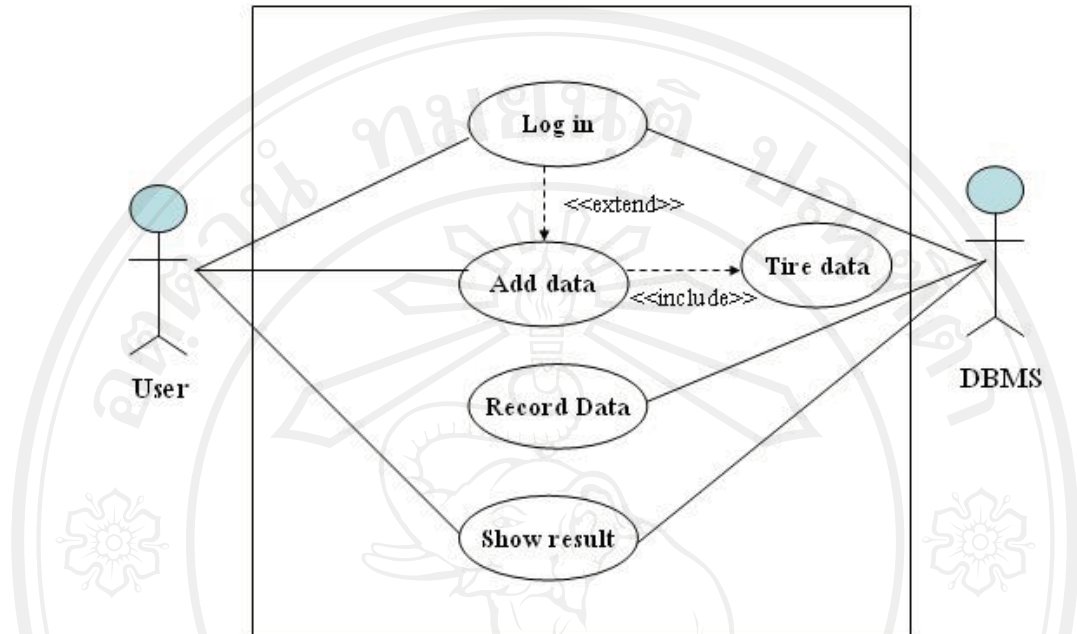 Log in
<<extend>>
Add data
Tire data
<<include>>
User
DBMS
Record Data
Show result